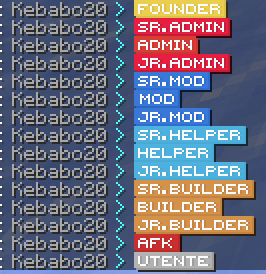 : Kebabo20 > FOUNDER
: Kebabo20 > SR.ADMIN
: Kebabo20 > ADMIN
: Kebabo20 > JR.ADMIN
: Kebabo20 > SR.MOD
: Kebabo20 > MOD
: Kebabo20 > JR.MOD
: Kebabo20 > SR.HELPER
: Kebabo20 > HELPER
: Kebabo20 > JR.HELPER
: Kebabo20 > SR.BUILDER
: Kebabo20 > BUILDER
: Kebabo20 > JR.BUILDER
: Kebabo20 > AFK
: Kebabo20 > UTENTE